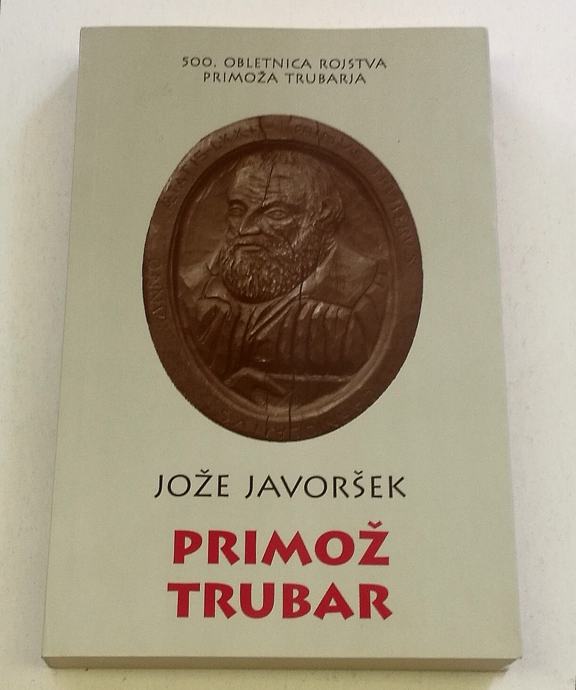 500. OBLETNICA ROJSTVA
PRIMOŽA TRUBARJA
JOŽE JAVORŠEK
PRIMOŽ
TRUBAR